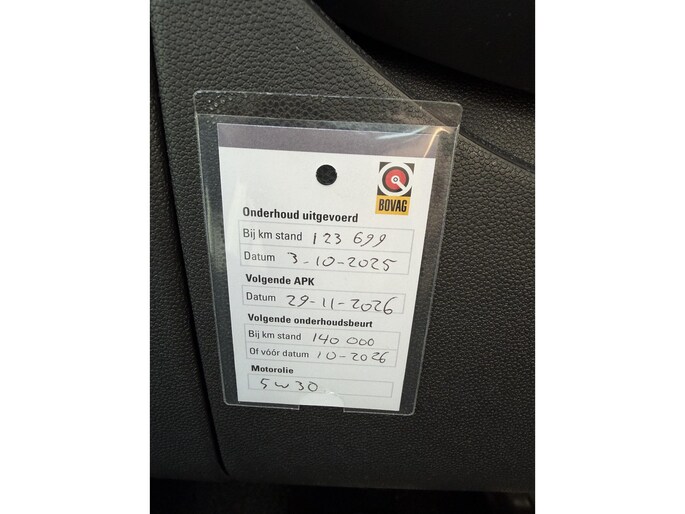 BOVAG
Onderhoud uitgevoerd
Bij km stand 123 699
Datum 3-10-2025
Volgende APK
Datum 29-11-2026
Volgende onderhoudsbeurt
Bij km stand 140 000
Of vóór datum 10-2026
Motorolie
5w30